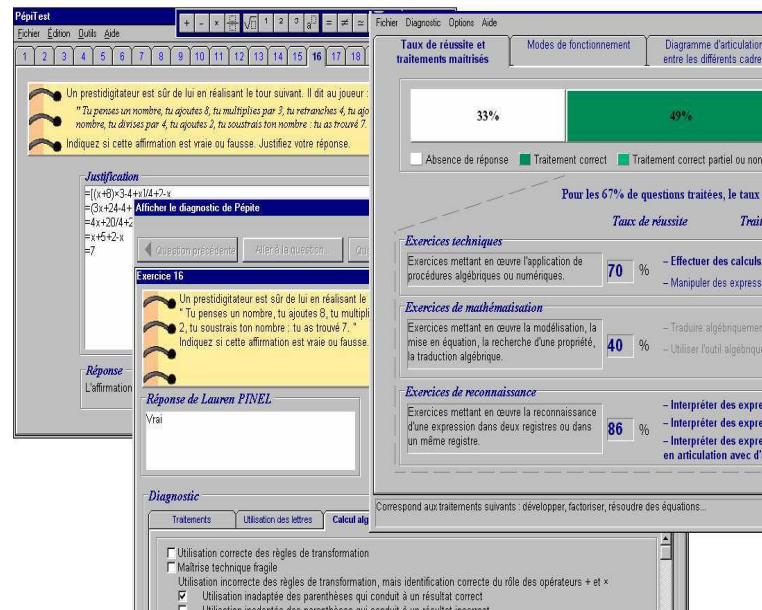 PépiTest
Fichier Édition Outils Aide
+ - × √ 1 2 3 a = ≠ ≃
1 2 3 4 5 6 7 8 9 10 11 12 13 14 15 16 17 18
Un prestidigitateur est sûr de lui en réalisant le tour suivant. Il dit au joueur :
" Tu penses un nombre, tu ajoutes 8, tu multiplies par 3, tu retranches 4, tu ajo
nombre, tu divises par 4, tu ajoutes 2, tu soustrais ton nombre : tu as trouvé 7.
Indiquez si cette affirmation est vraie ou fausse. Justifiez votre réponse.
Justification
=[(x+8)×3-4+x]/4+2-x
=(3x+24-4+
=4x+20/4+2
=x+5+2-x
=7
Réponse
L'affirmation
Afficher le diagnostic de Pépite
Question précédente Aller à la question... Qu
Exercice 16
Un prestidigitateur est sûr de lui en réalisant le
" Tu penses un nombre, tu ajoutes 8, tu multipli
2, tu soustrais ton nombre : tu as trouvé 7. "
Indiquez si cette affirmation est vraie ou fausse.
Réponse de Lauren PINEL
Vrai
Diagnostic
Traitements Utilisation des lettres Calcul alg
Utilisation correcte des règles de transformation
Maîtrise technique fragile
Utilisation incorrecte des règles de transformation, mais identification correcte du rôle des opérateurs + et ×
Utilisation inadaptée des parenthèses qui conduit à un résultat correct
Utilisation inadaptée des parenthèses qui conduit à un résultat incorrect
Fichier Diagnostic Options Aide
Taux de réussite et
traitements maitrisés
Modes de fonctionnement
Diagramme d'articulation
entre les différents cadre
33% 49%
Absence de réponse Traitement correct Traitement correct partiel ou non
Pour les 67% de questions traitées, le taux
Taux de réussite Trai
Exercices techniques
Exercices mettant en œuvre l'application de
procédures algébriques ou numériques.
70 %
– Effectuer des calculs
– Manipuler des express
Exercices de mathématisation
Exercices mettant en œuvre la modélisation, la
mise en équation, la recherche d'une propriété,
la traduction algébrique.
40 %
– Traduire algébriquemen
– Utiliser l'outil algébrique
Exercices de reconnaissance
Exercices mettant en œuvre la reconnaissance
d'une expression dans deux registres ou dans
un même registre.
86 %
– Interpréter des expre
– Interpréter des expre
– Interpréter des expre
en articulation avec d'
Correspond aux traitements suivants : développer, factoriser, résoudre des équations...